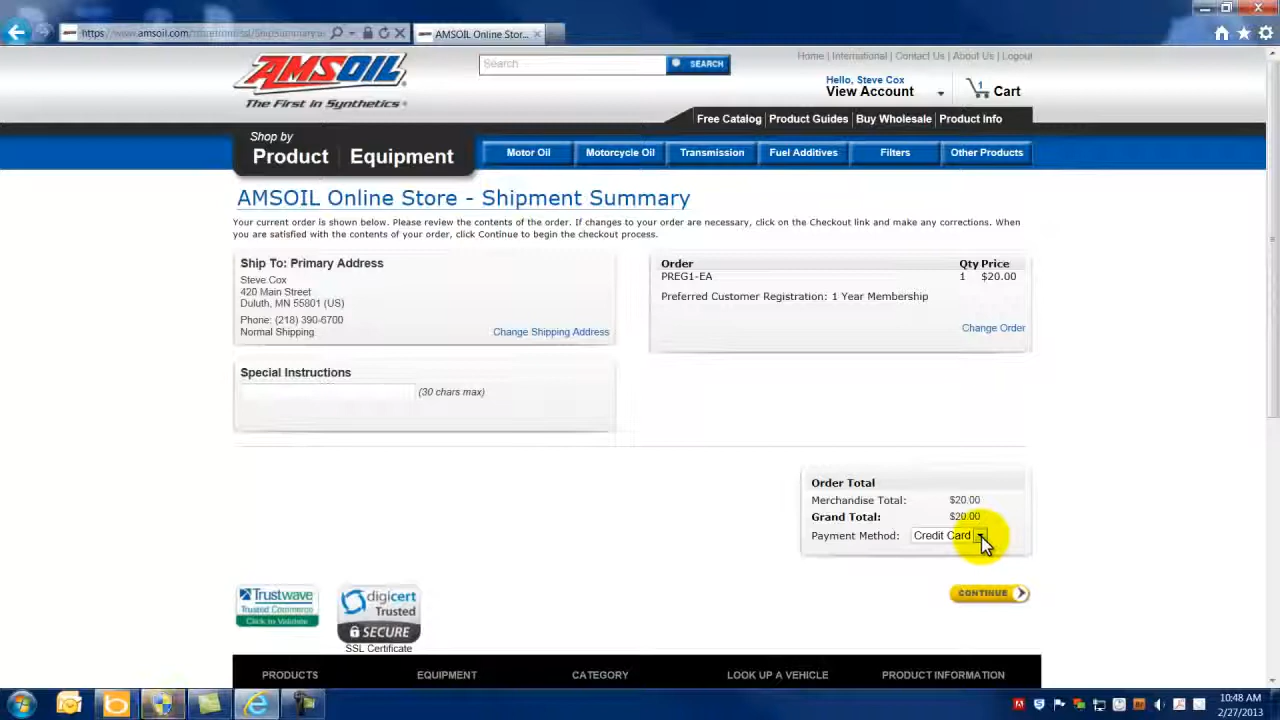 https://www.amsoil.com/storefront/ssl/ShipSummary.a
AMSOIL Online Stor...
AMSOIL
The First in Synthetics®
Search
SEARCH
Home | International | Contact Us | About Us | Logout
Hello, Steve Cox
View Account
1
Cart
Free Catalog | Product Guides | Buy Wholesale | Product Info
Shop by
Product | Equipment
Motor Oil
Motorcycle Oil
Transmission
Fuel Additives
Filters
Other Products
AMSOIL Online Store - Shipment Summary
Your current order is shown below. Please review the contents of the order. If changes to your order are necessary, click on the Checkout link and make any corrections. When
you are satisfied with the contents of your order, click Continue to begin the checkout process.
Ship To: Primary Address
Steve Cox
420 Main Street
Duluth, MN 55801 (US)
Phone: (218) 390-6700
Normal Shipping
Change Shipping Address
Order Qty Price
PREG1-EA 1 $20.00
Preferred Customer Registration: 1 Year Membership
Change Order
Special Instructions
(30 chars max)
Order Total
Merchandise Total: $20.00
Grand Total: $20.00
Payment Method: Credit Card
CONTINUE
Trustwave
Trusted Commerce
Click to Validate
digicert
Trusted
SECURE
SSL Certificate
PRODUCTS
EQUIPMENT
CATEGORY
LOOK UP A VEHICLE
PRODUCT INFORMATION
10:48 AM
2/27/2013